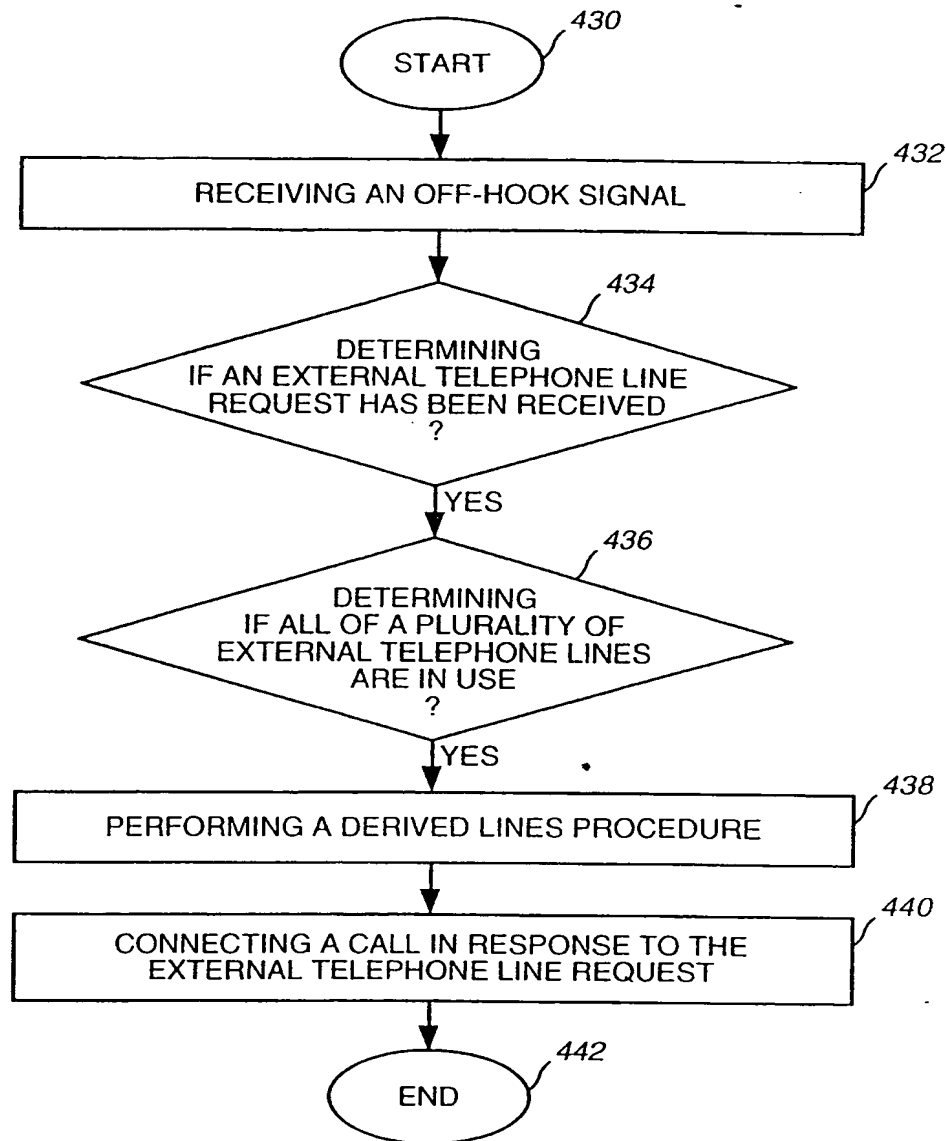 430
START
432
RECEIVING AN OFF-HOOK SIGNAL
434
DETERMINING
IF AN EXTERNAL TELEPHONE LINE
REQUEST HAS BEEN RECEIVED
?
YES
436
DETERMINING
IF ALL OF A PLURALITY OF
EXTERNAL TELEPHONE LINES
ARE IN USE
?
YES
438
PERFORMING A DERIVED LINES PROCEDURE
440
CONNECTING A CALL IN RESPONSE TO THE
EXTERNAL TELEPHONE LINE REQUEST
442
END